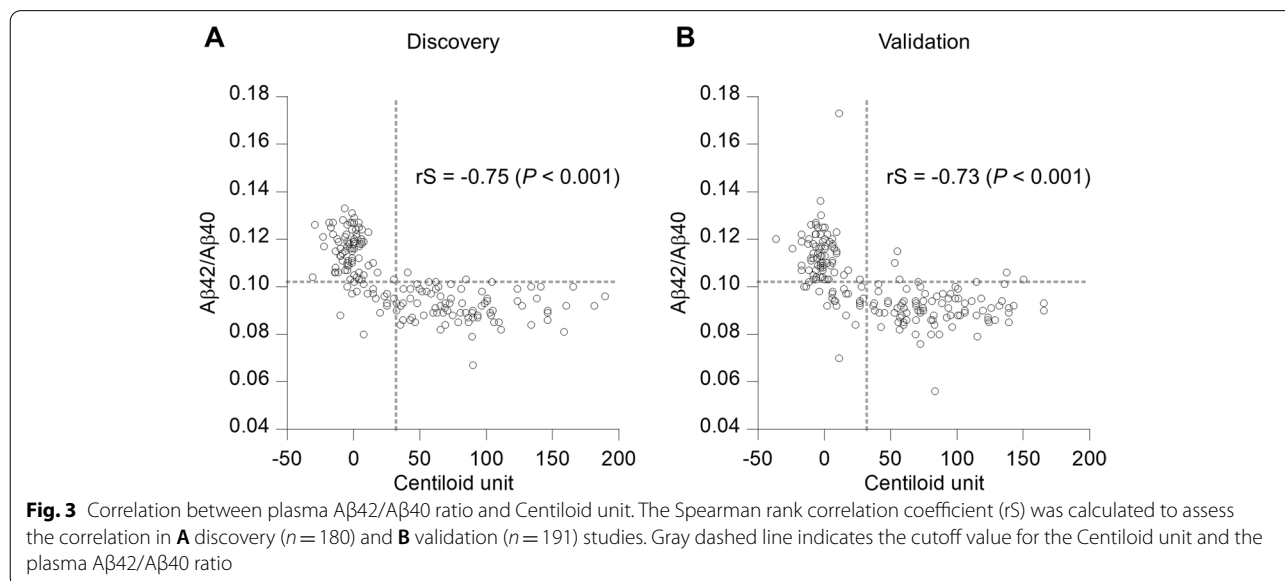 A Discovery
0.18
0.16
0.14
0.12
0.10
0.08
0.06
0.04
Aβ42/Aβ40
rS = -0.75 (P < 0.001)
-50 0 50 100 150 200
Centiloid unit
B Validation
0.18
0.16
0.14
0.12
0.10
0.08
0.06
0.04
Aβ42/Aβ40
rS = -0.73 (P < 0.001)
-50 0 50 100 150 200
Centiloid unit
Fig. 3 Correlation between plasma Aβ42/Aβ40 ratio and Centiloid unit. The Spearman rank correlation coefficient (rS) was calculated to assess
the correlation in A discovery (n = 180) and B validation (n = 191) studies. Gray dashed line indicates the cutoff value for the Centiloid unit and the
plasma Aβ42/Aβ40 ratio